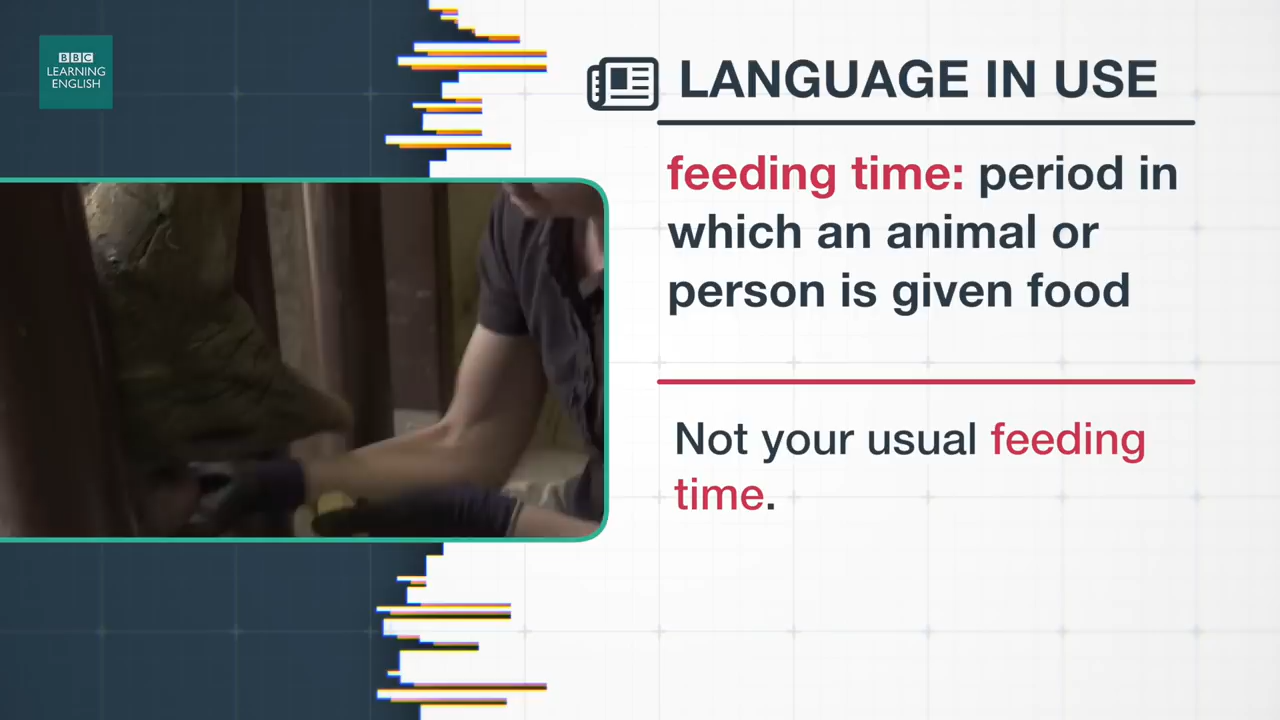 BBC
LEARNING
ENGLISH
LANGUAGE IN USE
feeding time: period in
which an animal or
person is given food
Not your usual feeding
time.